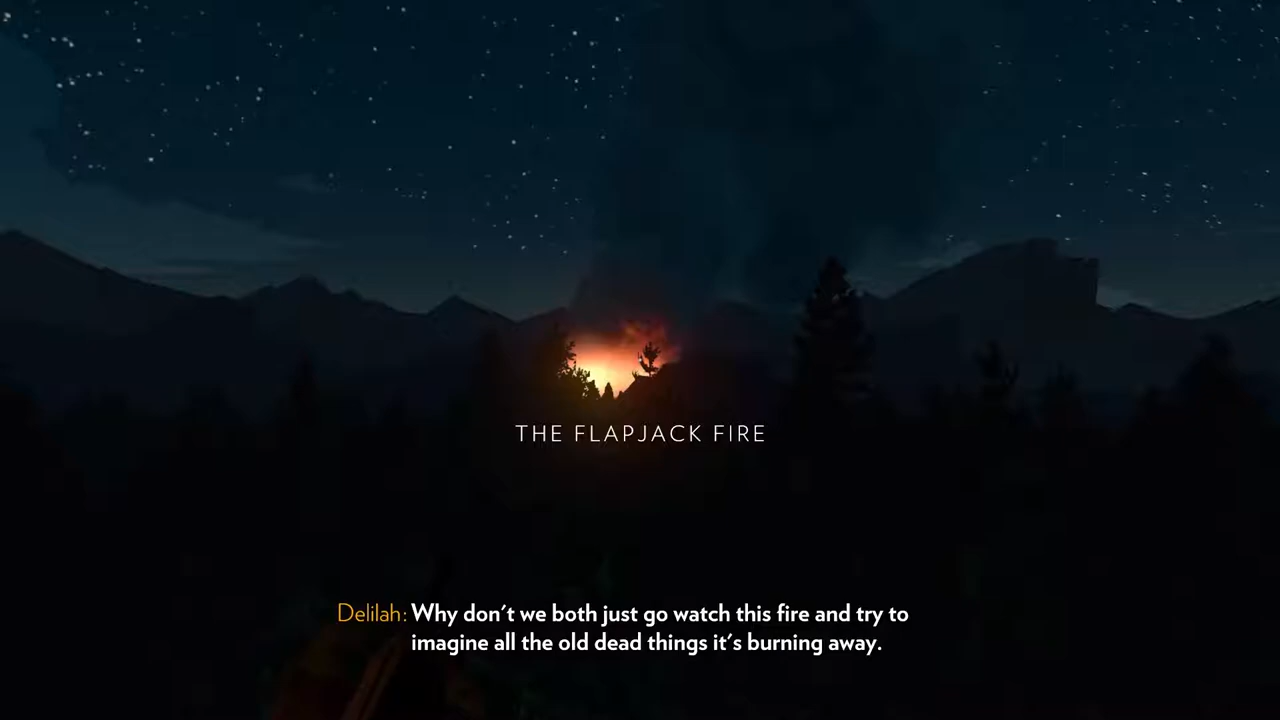 THE FLAPJACK FIRE
Delilah: Why don't we both just go watch this fire and try to
imagine all the old dead things it's burning away.